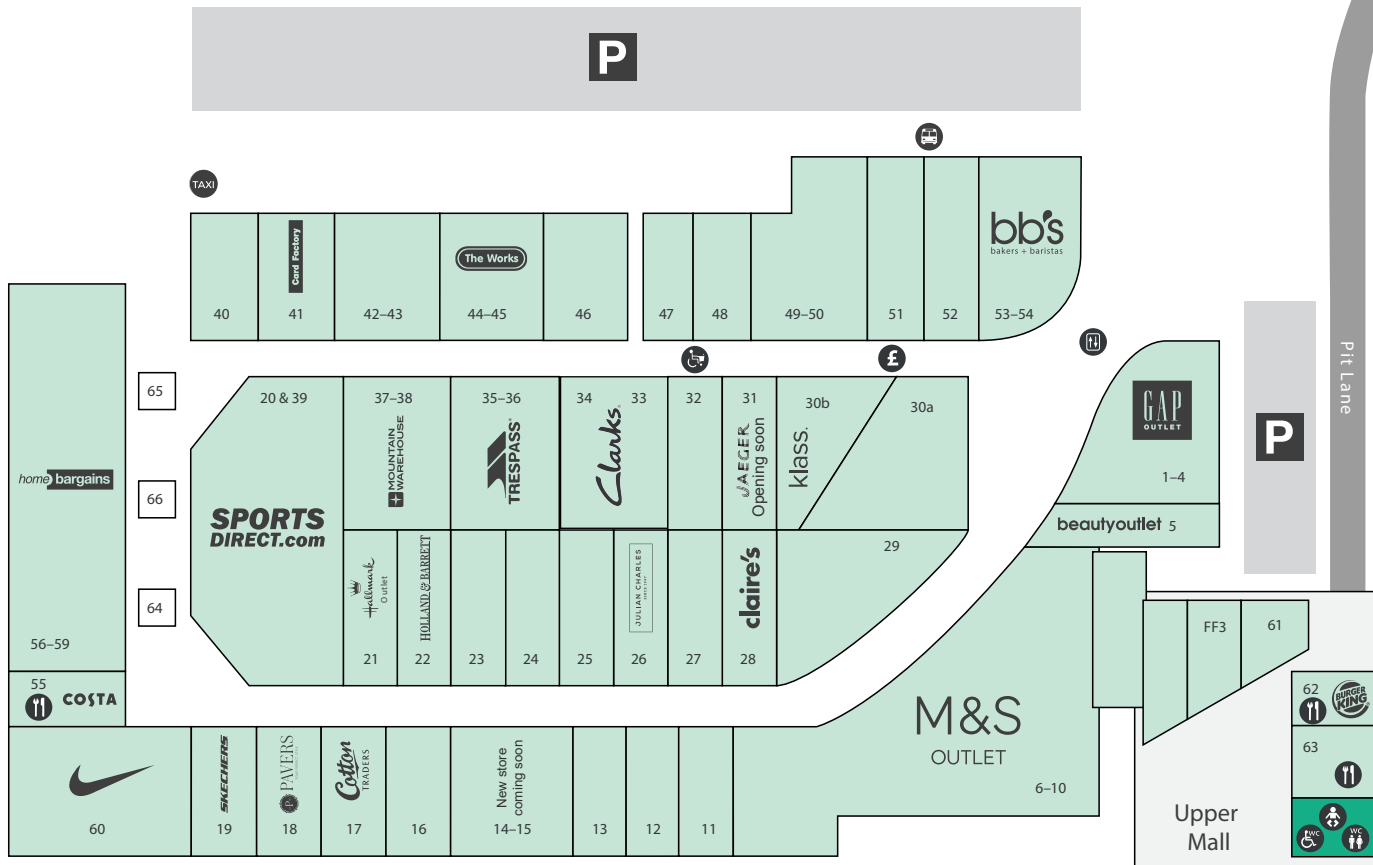 P
TAXI
Card Factory
The Works
bb's
bakers + baristas
40
41
42–43
44–45
46
47
48
49–50
51
52
53–54
Pit Lane
£
65
66
64
home bargains
56–59
55
COSTA
20 & 39
SPORTS
DIRECT.com
37–38
MOUNTAIN
WAREHOUSE
35–36
TRESPASS
34
33
Clarks
32
31
JAEGER
Opening soon
30b
klass.
30a
29
GAP
OUTLET
1–4
P
beautyoutlet 5
Hallmark
Outlet
21
HOLLAND & BARRETT
22
23
24
25
JULIAN CHARLES
26
27
claire's
28
M&S
OUTLET
6–10
FF3
61
62
BURGER
KING
63
WC
WC
Upper
Mall
60
SKECHERS
19
P
PAVERS
18
Cotton
TRADERS
17
16
New store
coming soon
14–15
13
12
11